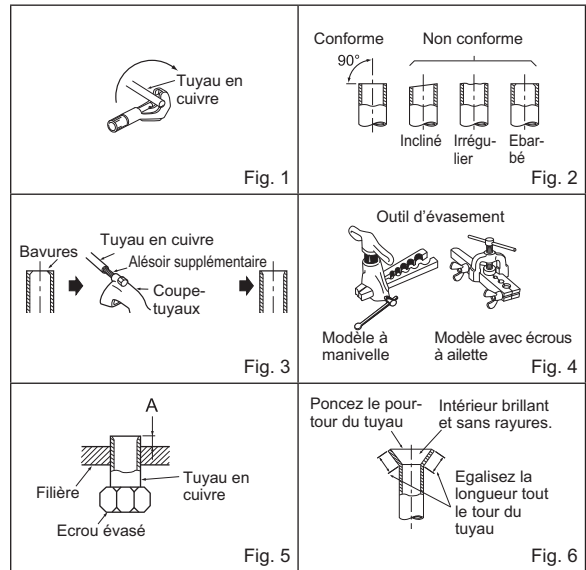 Tuyau en
cuivre
Fig. 1
Conforme
Non conforme
90°
Incliné
Irrégu-
lier
Ebar-
bé
Fig. 2
Bavures
Tuyau en cuivre
Alésoir supplémentaire
Coupe-
tuyaux
Fig. 3
Outil d'évasement
Modèle à
manivelle
Modèle avec écrous
à ailette
Fig. 4
A
Filière
Tuyau en
cuivre
Ecrou évasé
Fig. 5
Poncez le pour-
tour du tuyau
Intérieur brillant
et sans rayures.
Egalisez la
longueur tout
le tour du
tuyau
Fig. 6